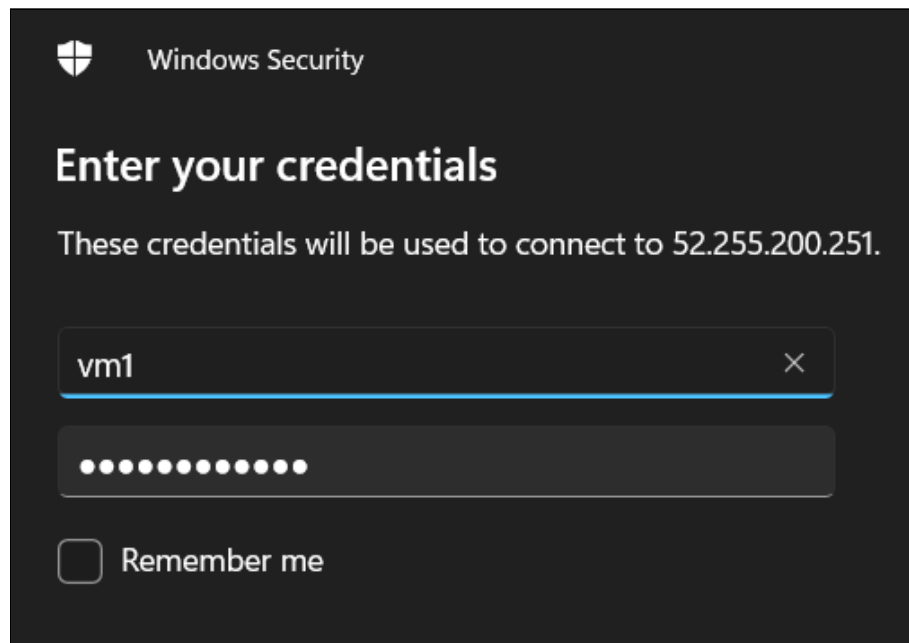 Windows Security
Enter your credentials
These credentials will be used to connect to 52.255.200.251.
vm1
••••••••••••
Remember me